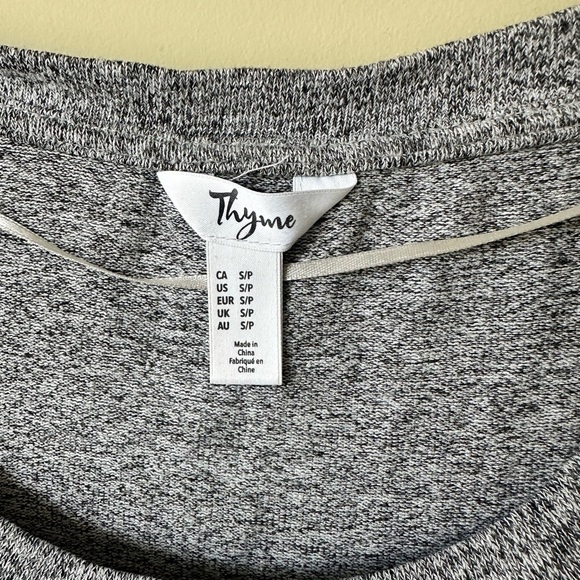 Thyme
CA S/P
US S/P
EUR S/P
UK S/P
AU S/P
Made in
China
Fabriqué en
Chine